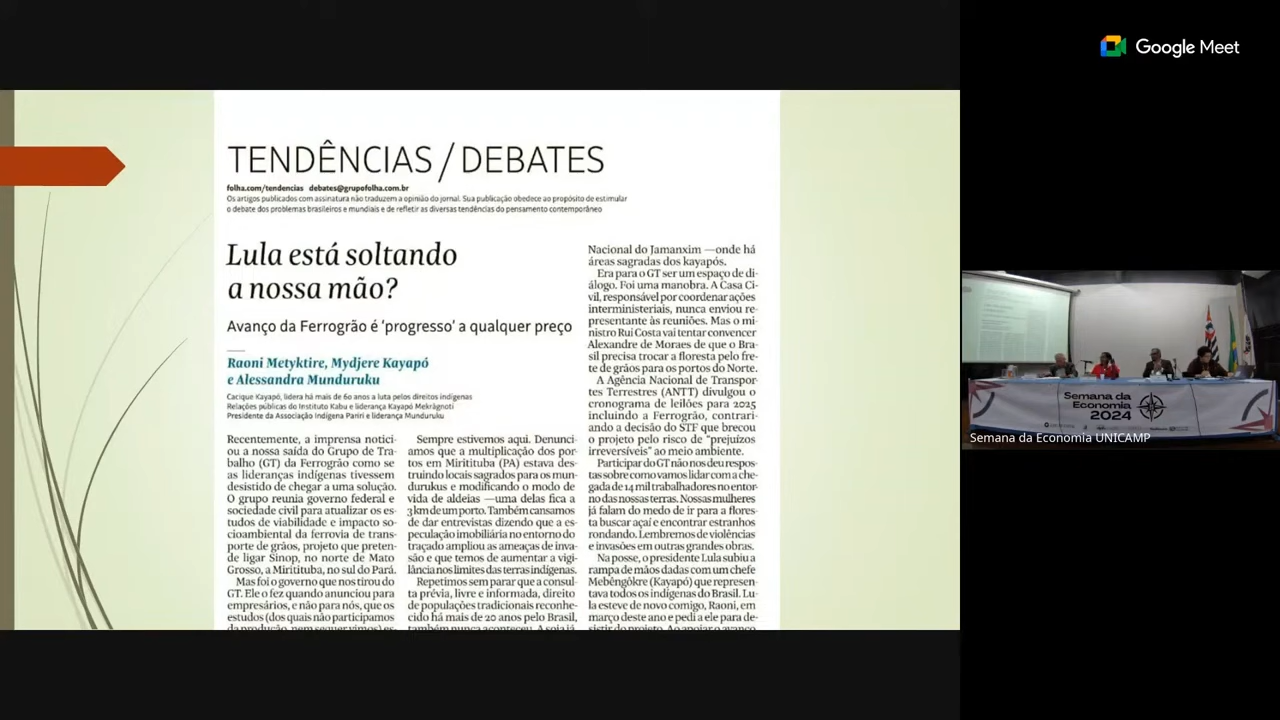 Google Meet
TENDÊNCIAS / DEBATES
folha.com/tendencias debates@grupofolha.com.br
Os artigos publicados com assinatura não traduzem a opinião do jornal. Sua publicação obedece ao propósito de estimular
o debate dos problemas brasileiros e mundiais e de refletir as diversas tendências do pensamento contemporâneo
Lula está soltando
a nossa mão?
Avanço da Ferrogrão é 'progresso' a qualquer preço
Raoni Metyktire, Mydjere Kayapó
e Alessandra Munduruku
Cacique Kayapó, lidera há mais de 60 anos a luta pelos direitos indígenas
Relações públicas do Instituto Kabu e liderança Kayapó Mekrãgnoti
Presidente da Associação Indígena Pariri e liderança Munduruku
Recentemente, a imprensa notici-
ou a nossa saída do Grupo de Tra-
balho (GT) da Ferrogrão como se
as lideranças indígenas tivessem
desistido de chegar a uma solução.
O grupo reunia governo federal e
sociedade civil para atualizar os es-
tudos de viabilidade e impacto so-
cioambiental da ferrovia de trans-
porte de grãos, projeto que preten-
de ligar Sinop, no norte de Mato
Grosso, a Miritituba, no sul do Pará.
Mas foi o governo que nos tirou do
GT. Ele o fez quando anunciou para
empresários, e não para nós, que os
estudos (dos quais não participamos
da produção, nem sequer vimos) es-
Sempre estivemos aqui. Denunci-
amos que a multiplicação dos por-
tos em Miritituba (PA) estava des-
truindo locais sagrados para os mun-
durukus e modificando o modo de
vida de aldeias —uma delas fica a
3 km de um porto. Também cansamos
de dar entrevistas dizendo que a es-
peculação imobiliária no entorno do
traçado ampliou as ameaças de inva-
são e que temos de aumentar a vigi-
lância nos limites das terras indígenas.
Repetimos sem parar que a consul-
ta prévia, livre e informada, direito
de populações tradicionais reconhe-
cido há mais de 20 anos pelo Brasil,
também nunca aconteceu. A soja já
Nacional do Jamanxim —onde há
áreas sagradas dos kayapós.
Era para o GT ser um espaço de di-
álogo. Foi uma manobra. A Casa Ci-
vil, responsável por coordenar ações
interministeriais, nunca enviou re-
presentante às reuniões. Mas o mi-
nistro Rui Costa vai tentar convencer
Alexandre de Moraes de que o Bra-
sil precisa trocar a floresta pelo fre-
te de grãos para os portos do Norte.
A Agência Nacional de Transpor-
tes Terrestres (ANTT) divulgou o
cronograma de leilões para 2025
incluindo a Ferrogrão, contrari-
ando a decisão do STF que brecou
o projeto pelo risco de "prejuízos
irreversíveis" ao meio ambiente.
Participar do GT não nos deu respos-
tas sobre como vamos lidar com a che-
gada de 14 mil trabalhadores no entor-
no das nossas terras. Nossas mulheres
já falam do medo de ir para a flores-
ta buscar açaí e encontrar estranhos
rondando. Lembremos de violências
e invasões em outras grandes obras.
Na posse, o presidente Lula subiu a
rampa de mãos dadas com um chefe
Mebêngôkre (Kayapó) que represen-
tava todos os indígenas do Brasil. Lu-
la esteve de novo comigo, Raoni, em
março deste ano e pedi a ele para de-
sistir do projeto. Ao apoiar o avanço
Semana da
Economia
2024
Semana da Economia UNICAMP